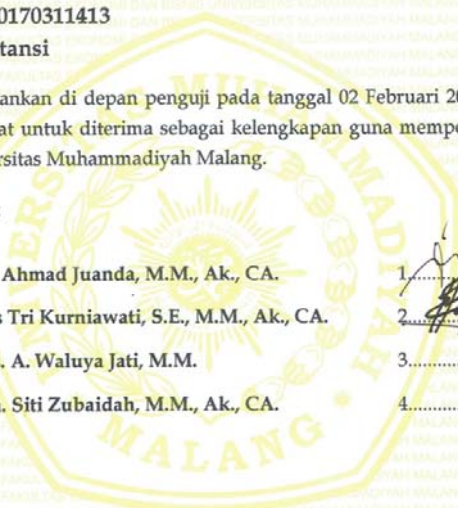 0170311413
tansi
ankan di depan penguji pada tanggal 02 Februari 20
at untuk diterima sebagai kelengkapan guna mempe
rsitas Muhammadiyah Malang.
:
Ahmad Juanda, M.M., Ak., CA. 1............
s Tri Kurniawati, S.E., M.M., Ak., CA. 2............
. A. Waluya Jati, M.M. 3............
. Siti Zubaidah, M.M., Ak., CA. 4............
UNIVERSITAS MUHAMMADIYAH
MALANG